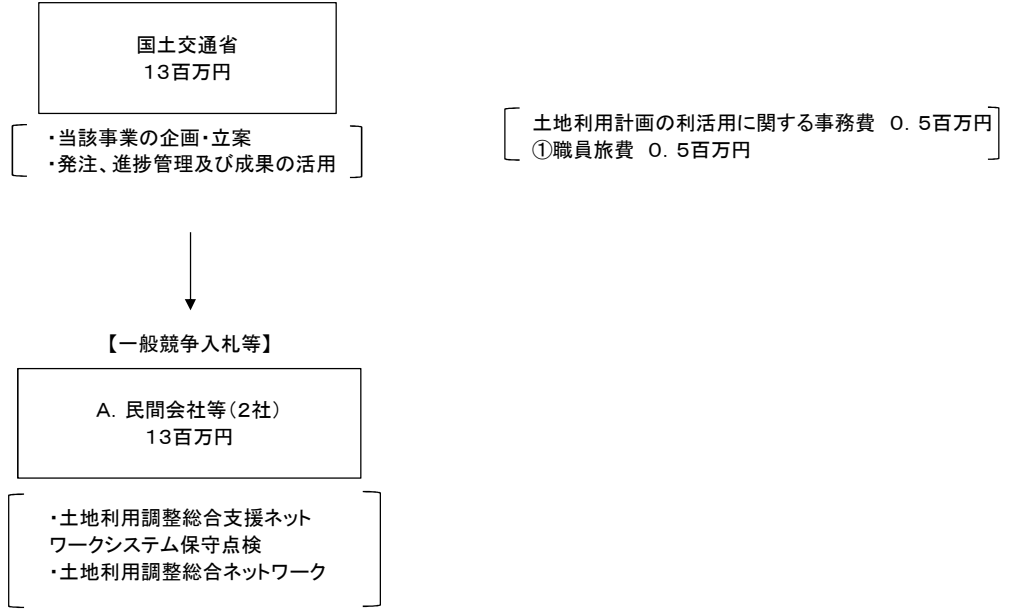 国土交通省
１３百万円
・当該事業の企画・立案
・発注、進捗管理及び成果の活用
土地利用計画の利活用に関する事務費　０．５百万円
①職員旅費　０．５百万円
【一般競争入札等】
Ａ．民間会社等（２社）
１３百万円
・土地利用調整総合支援ネット
ワークシステム保守点検
・土地利用調整総合ネットワーク